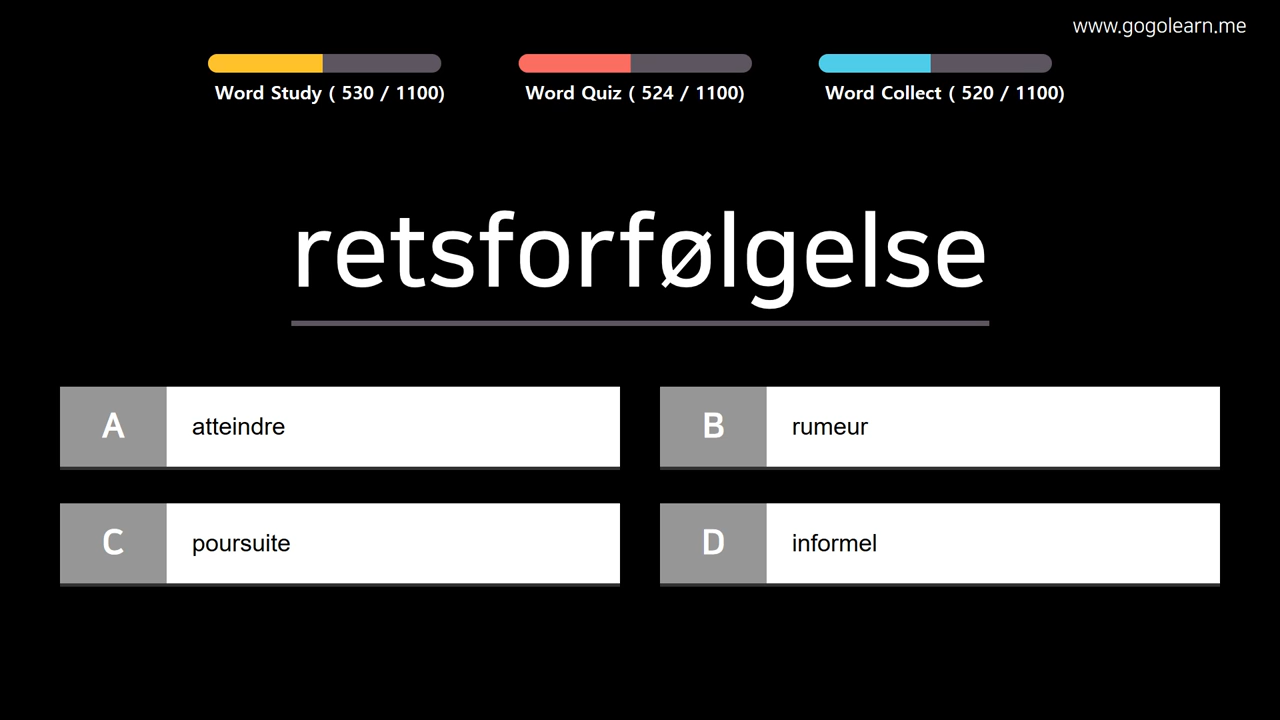 www.gogolearn.me
Word Study ( 530 / 1100)
Word Quiz ( 524 / 1100)
Word Collect ( 520 / 1100)
retsforfølgelse
A atteindre
B rumeur
C poursuite
D informel